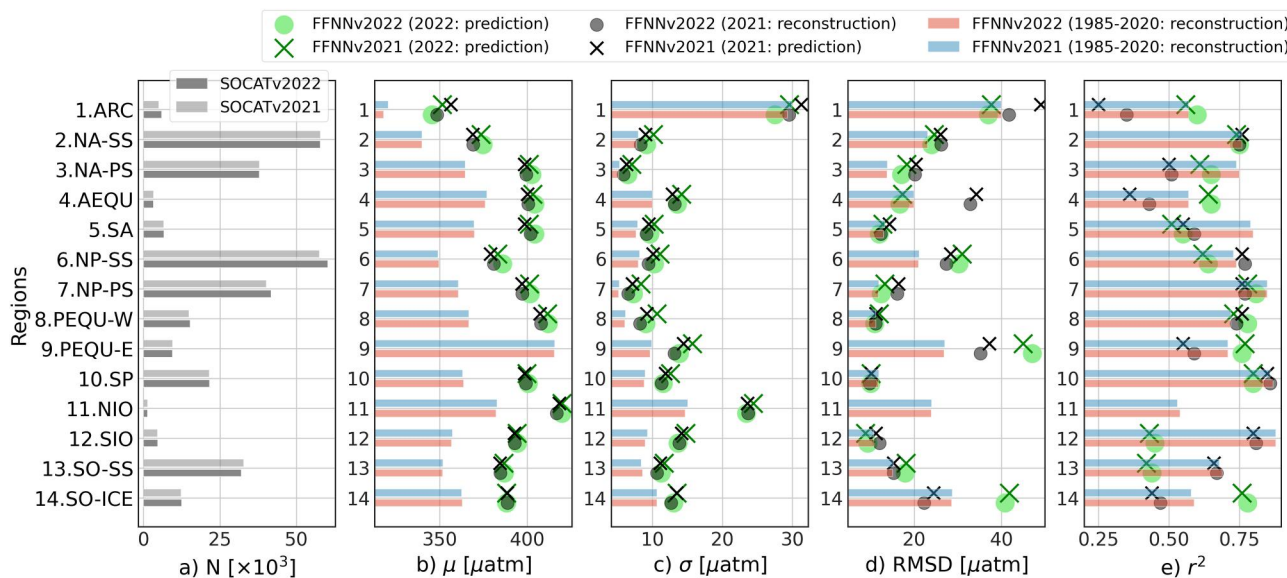 FFNNv2022 (2022: prediction)
FFNNv2022 (2021: reconstruction)
FFNNv2022 (1985-2020: reconstruction)
FFNNv2021 (2022: prediction)
FFNNv2021 (2021: prediction)
FFNNv2021 (1985-2020: reconstruction)
SOCATv2022
SOCATv2021
Regions
1.ARC
2.NA-SS
3.NA-PS
4.AEQU
5.SA
6.NP-SS
7.NP-PS
8.PEQU-W
9.PEQU-E
10.SP
11.NIO
12.SIO
13.SO-SS
14.SO-ICE
0 25 50
a) N [×10³]
1
2
3
4
5
6
7
8
9
10
11
12
13
14
350 400
b) μ [μatm]
1
2
3
4
5
6
7
8
9
10
11
12
13
14
10 20 30
c) σ [μatm]
1
2
3
4
5
6
7
8
9
10
11
12
13
14
20 40
d) RMSD [μatm]
1
2
3
4
5
6
7
8
9
10
11
12
13
14
0.25 0.50 0.75
e) r²